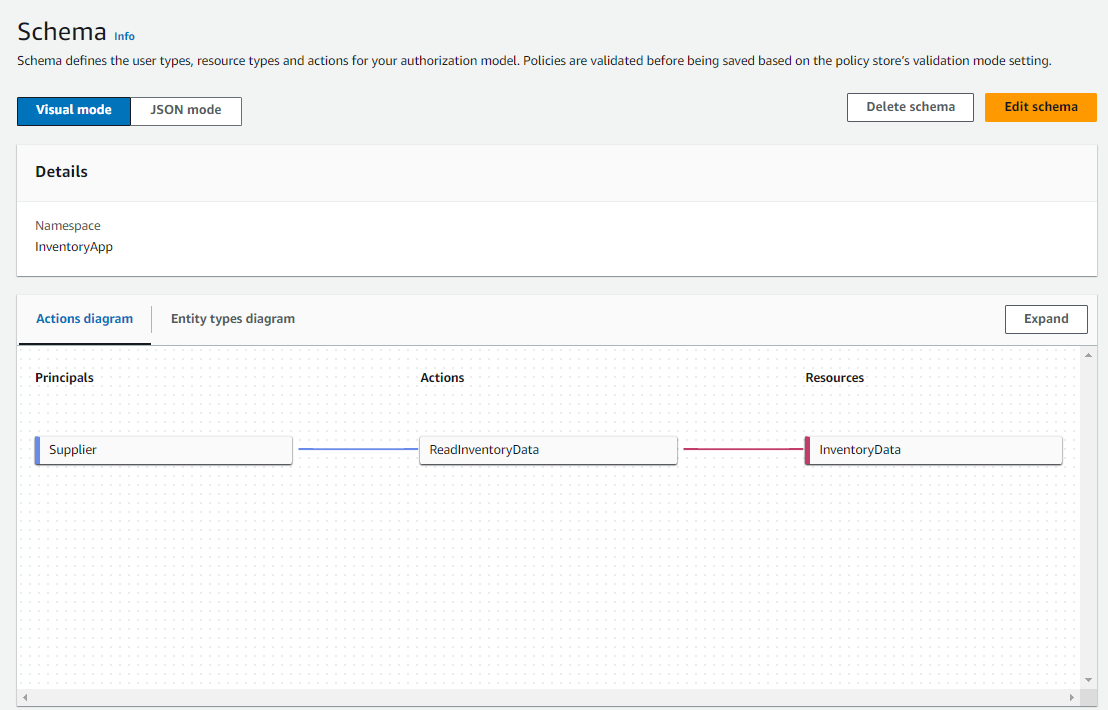 Schema Info
Schema defines the user types, resource types and actions for your authorization model. Policies are validated before being saved based on the policy store's validation mode setting.
Visual mode JSON mode Delete schema Edit schema
Details
Namespace
InventoryApp
Actions diagram Entity types diagram Expand
Principals Actions Resources
Supplier ReadInventoryData InventoryData